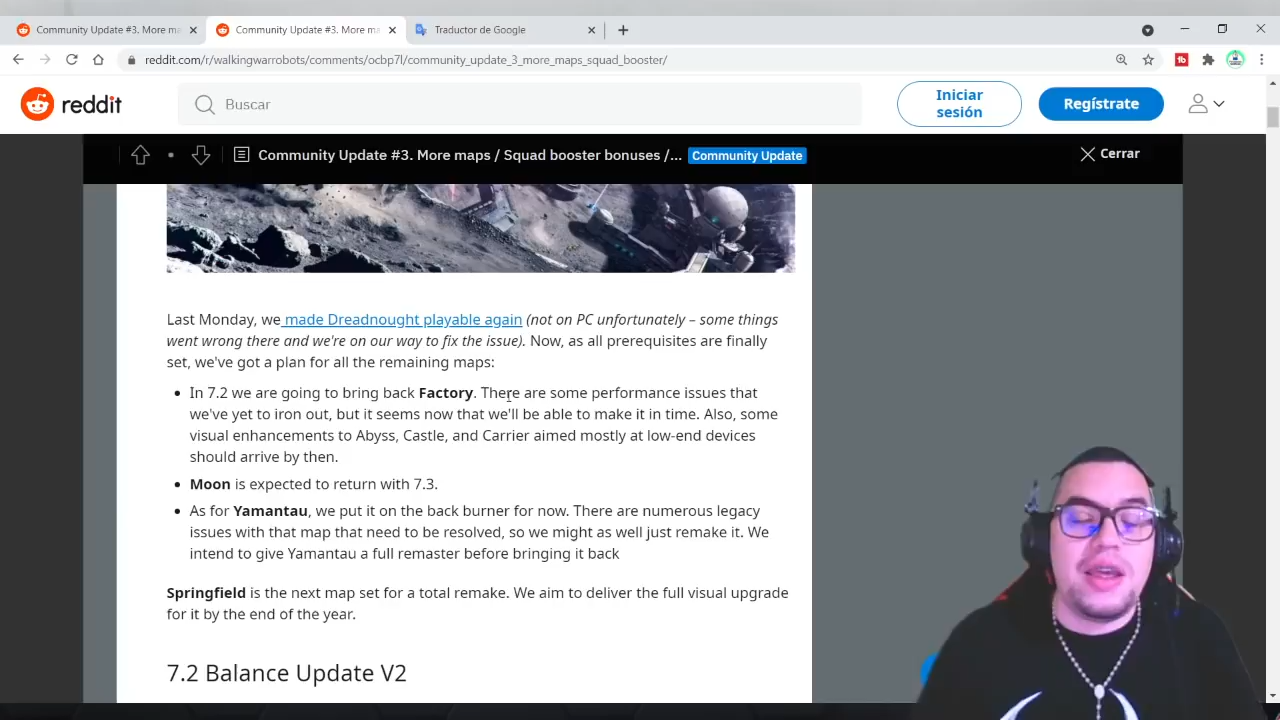 Community Update #3. More m
Community Update #3. More ma
Traductor de Google
reddit.com/r/walkingwarrobots/comments/ocbp7l/community_update_3_more_maps_squad_booster/
reddit
Buscar
Iniciar sesión
Regístrate
Community Update #3. More maps / Squad booster bonuses /...
Community Update
Cerrar
Last Monday, we made Dreadnought playable again (not on PC unfortunately – some things
went wrong there and we're on our way to fix the issue). Now, as all prerequisites are finally
set, we've got a plan for all the remaining maps:
• In 7.2 we are going to bring back Factory. There are some performance issues that
we've yet to iron out, but it seems now that we'll be able to make it in time. Also, some
visual enhancements to Abyss, Castle, and Carrier aimed mostly at low-end devices
should arrive by then.
• Moon is expected to return with 7.3.
• As for Yamantau, we put it on the back burner for now. There are numerous legacy
issues with that map that need to be resolved, so we might as well just remake it. We
intend to give Yamantau a full remaster before bringing it back
Springfield is the next map set for a total remake. We aim to deliver the full visual upgrade
for it by the end of the year.
7.2 Balance Update V2